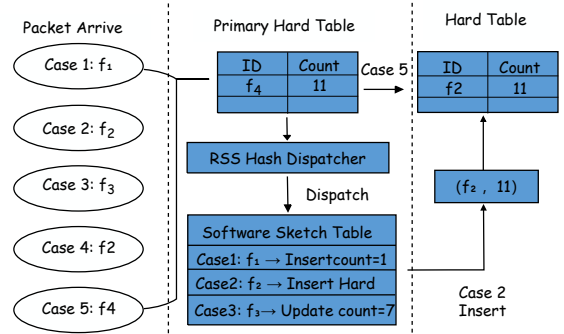 Packet Arrive
Case 1: f₁
Case 2: f₂
Case 3: f₃
Case 4: f2
Case 5: f4
Primary Hard Table
ID Count
f₄ 11
RSS Hash Dispatcher
Dispatch
Software Sketch Table
Case1: f₁ → Insertcount=1
Case2: f₂ → Insert Hard
Case3: f₃→ Update count=7
Case 5
Hard Table
ID Count
f2 11
(f₂ , 11)
Case 2
Insert